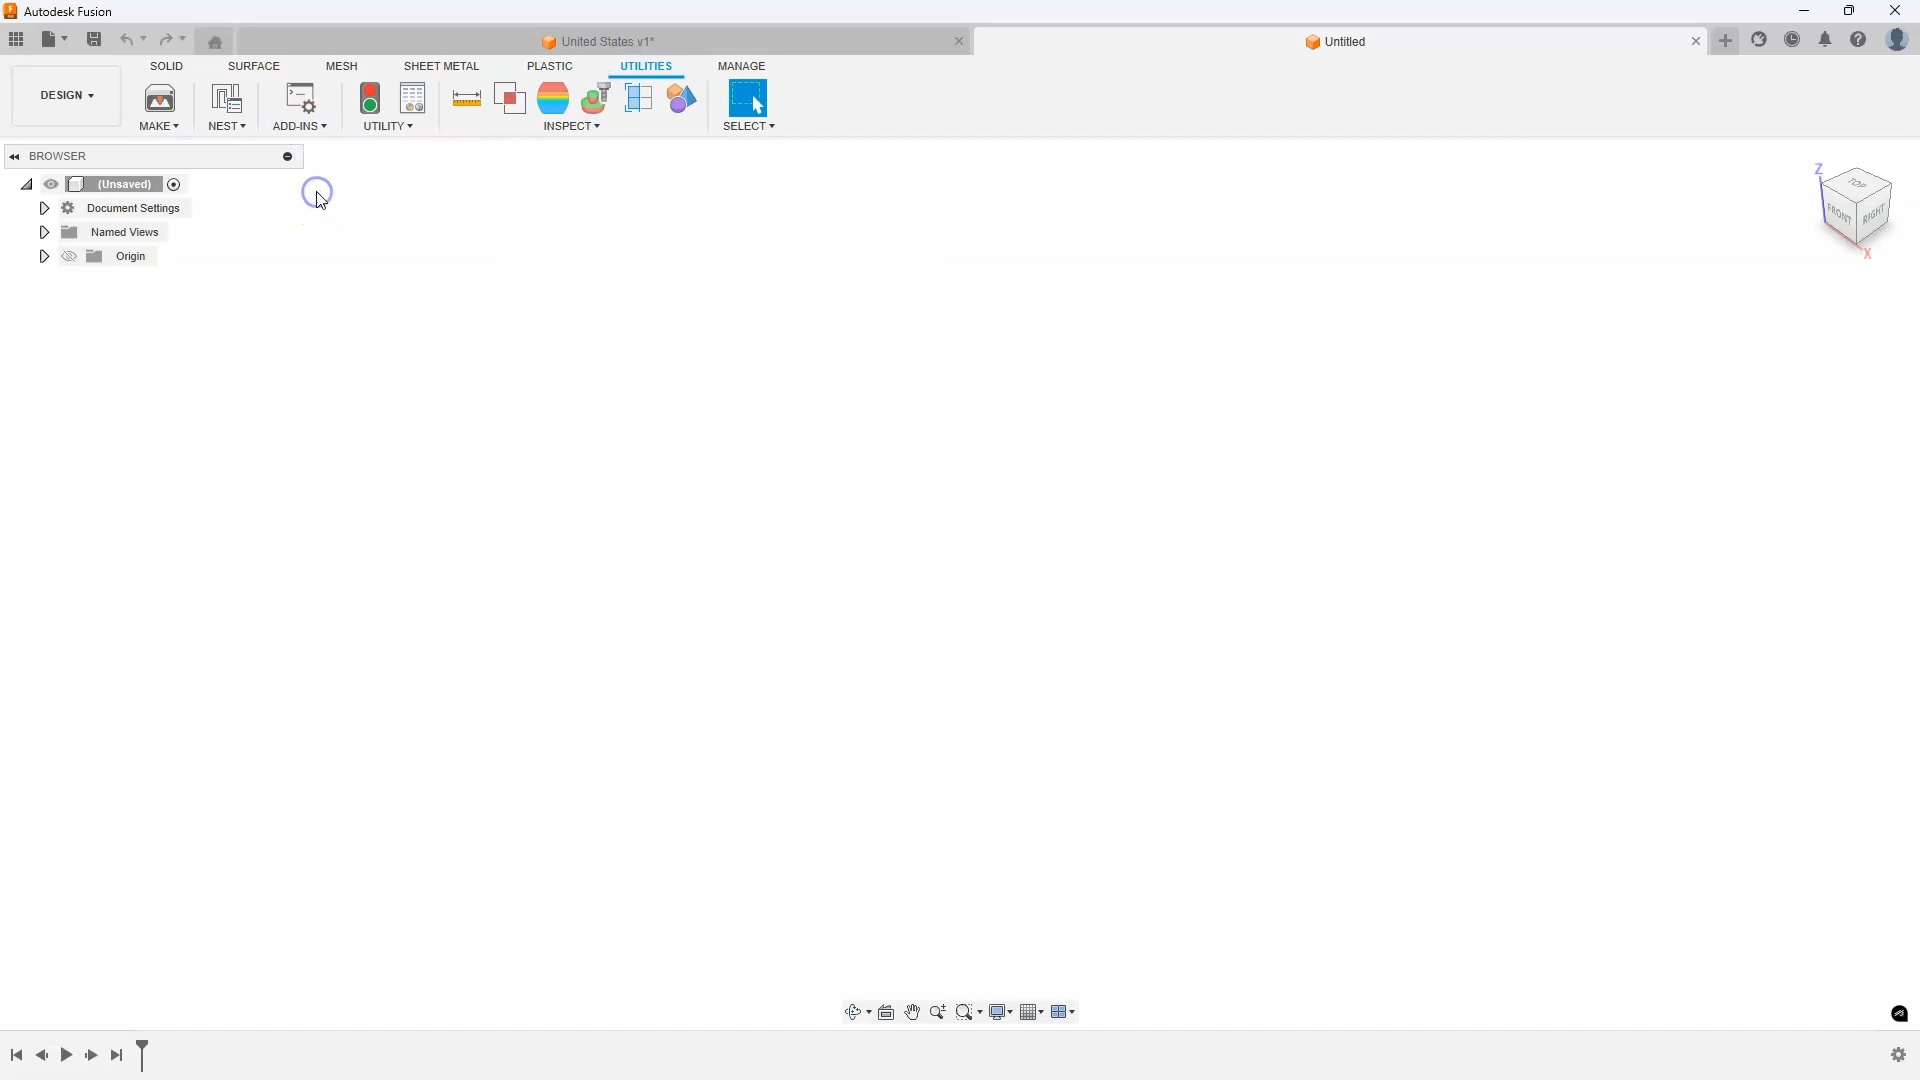 Autodesk Fusion
United States v1*
Untitled
SOLID SURFACE MESH SHEET METAL PLASTIC UTILITIES MANAGE
DESIGN
MAKE NEST ADD-INS UTILITY INSPECT SELECT
BROWSER
(Unsaved)
Document Settings
Named Views
Origin
Z
TOP
FRONT
RIGHT
X